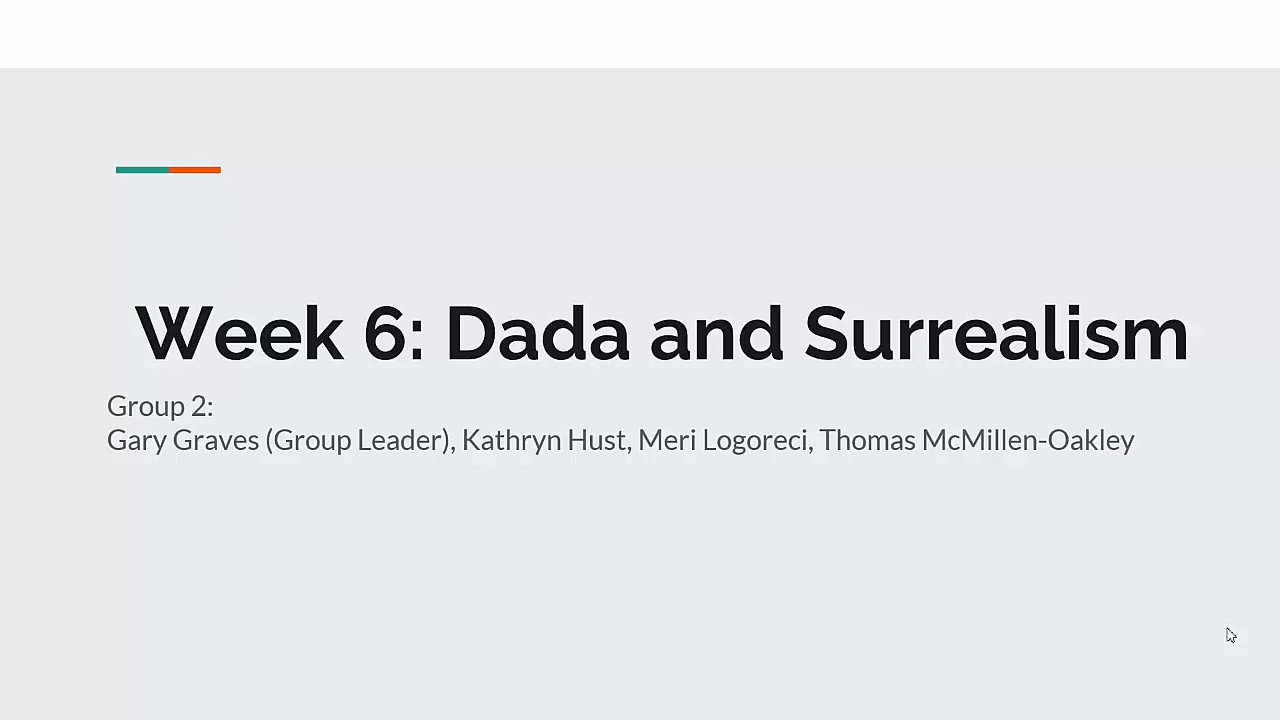 Week 6: Dada and Surrealism
Group 2:
Gary Graves (Group Leader), Kathryn Hust, Meri Logoreci, Thomas McMillen-Oakley